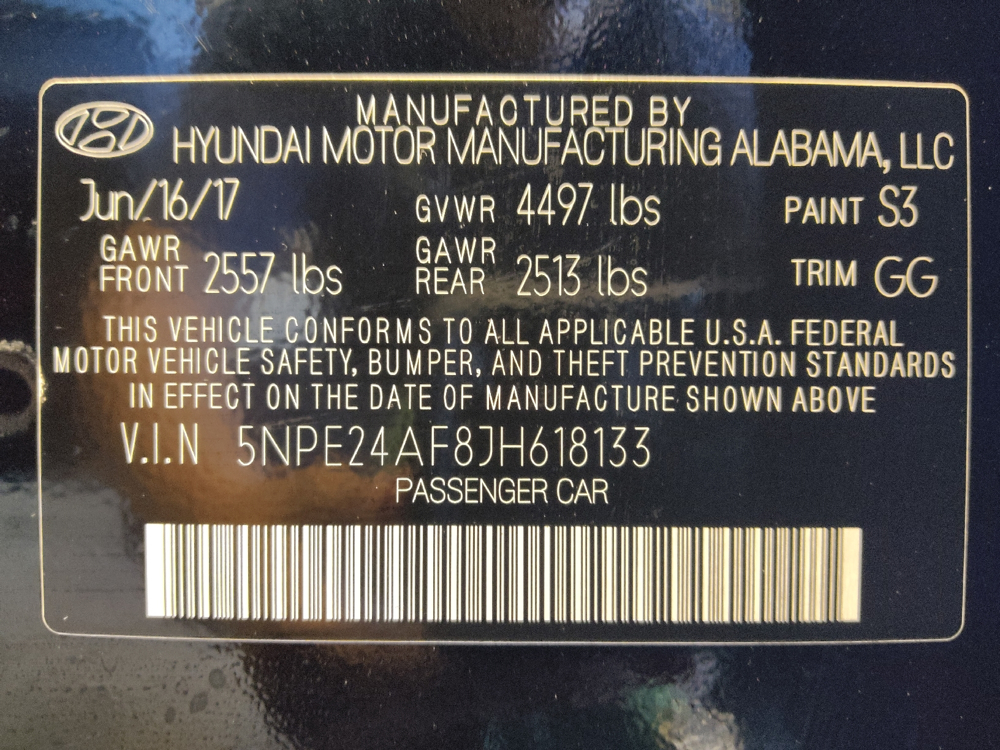 MANUFACTURED BY
HYUNDAI MOTOR MANUFACTURING ALABAMA, LLC
Jun/16/17 GVWR 4497 lbs PAINT S3
GAWR FRONT 2557 lbs GAWR REAR 2513 lbs TRIM GG
THIS VEHICLE CONFORMS TO ALL APPLICABLE U.S.A. FEDERAL
MOTOR VEHICLE SAFETY, BUMPER, AND THEFT PREVENTION STANDARDS
IN EFFECT ON THE DATE OF MANUFACTURE SHOWN ABOVE
V.I.N 5NPE24AF8JH618133
PASSENGER CAR